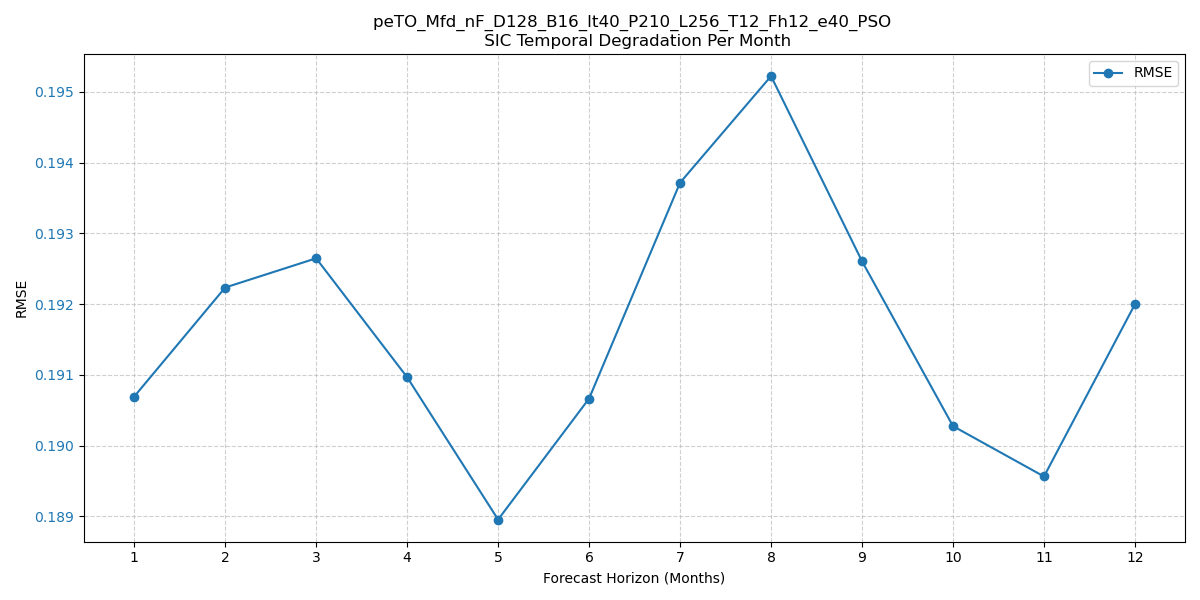 peTO_Mfd_nF_D128_B16_lt40_P210_L256_T12_Fh12_e40_PSO
SIC Temporal Degradation Per Month
RMSE
0.195
0.194
0.193
0.192
0.191
0.190
0.189
RMSE
1 2 3 4 5 6 7 8 9 10 11 12
Forecast Horizon (Months)